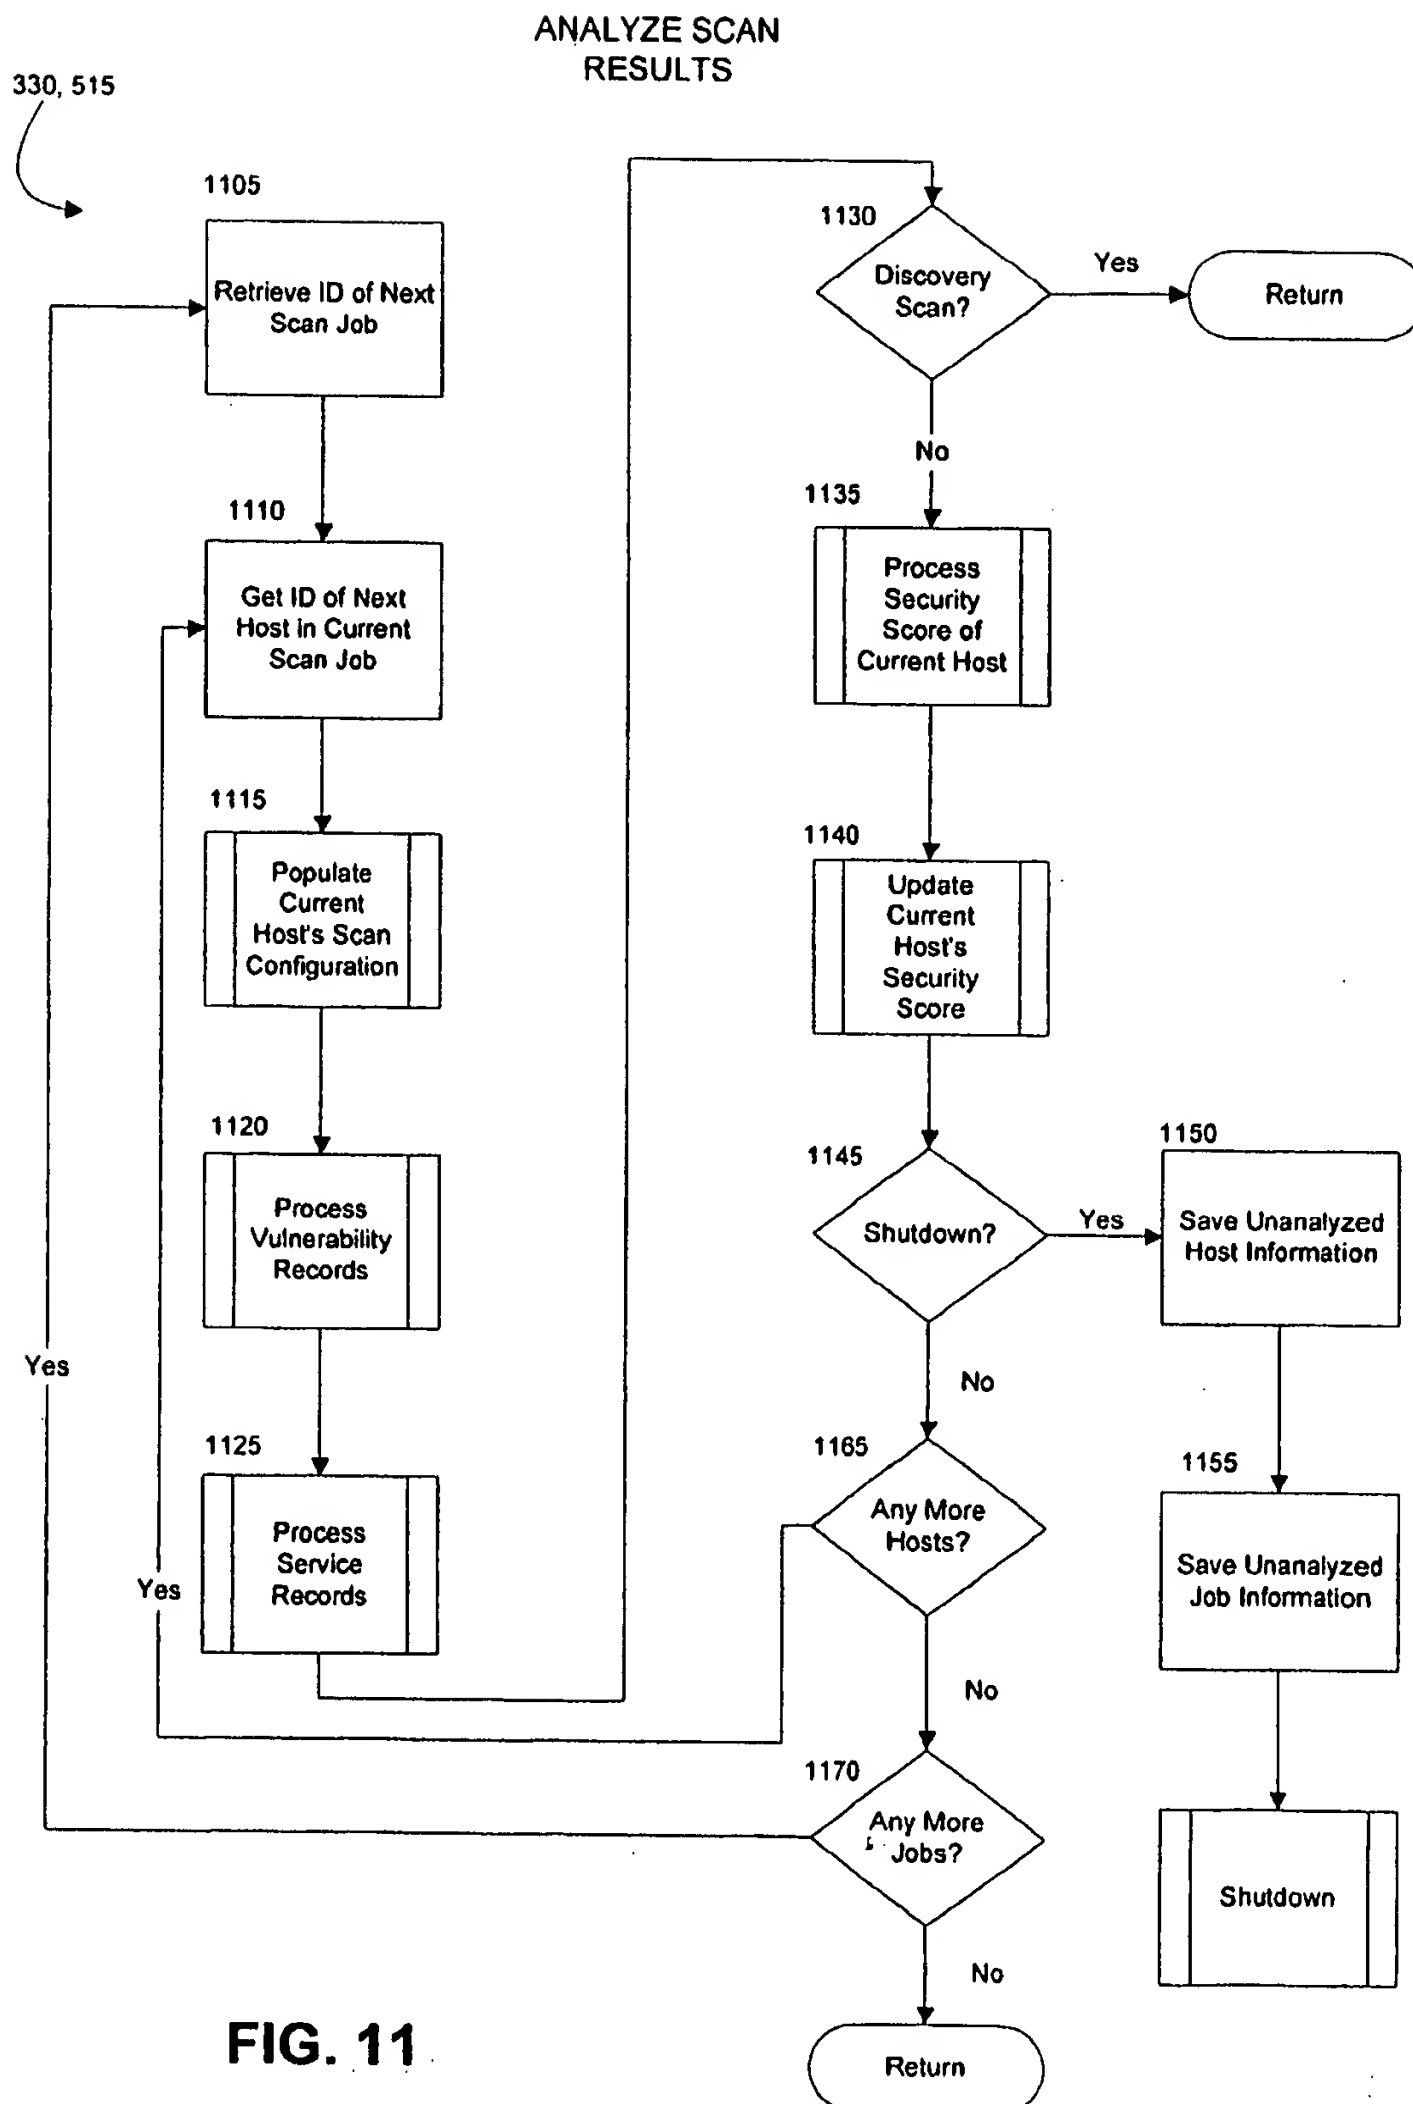 ANALYZE SCAN
RESULTS
330, 515
1105
Retrieve ID of Next
Scan Job
1110
Get ID of Next
Host in Current
Scan Job
1115
Populate
Current
Host's Scan
Configuration
1120
Process
Vulnerability
Records
1125
Process
Service
Records
Yes
Yes
1130
Discovery
Scan?
Yes
Return
No
1135
Process
Security
Score of
Current Host
1140
Update
Current
Host's
Security
Score
1145
Shutdown?
Yes
1150
Save Unanalyzed
Host Information
No
1155
Save Unanalyzed
Job Information
Shutdown
1165
Any More
Hosts?
No
1170
Any More
Jobs?
No
Return
FIG. 11